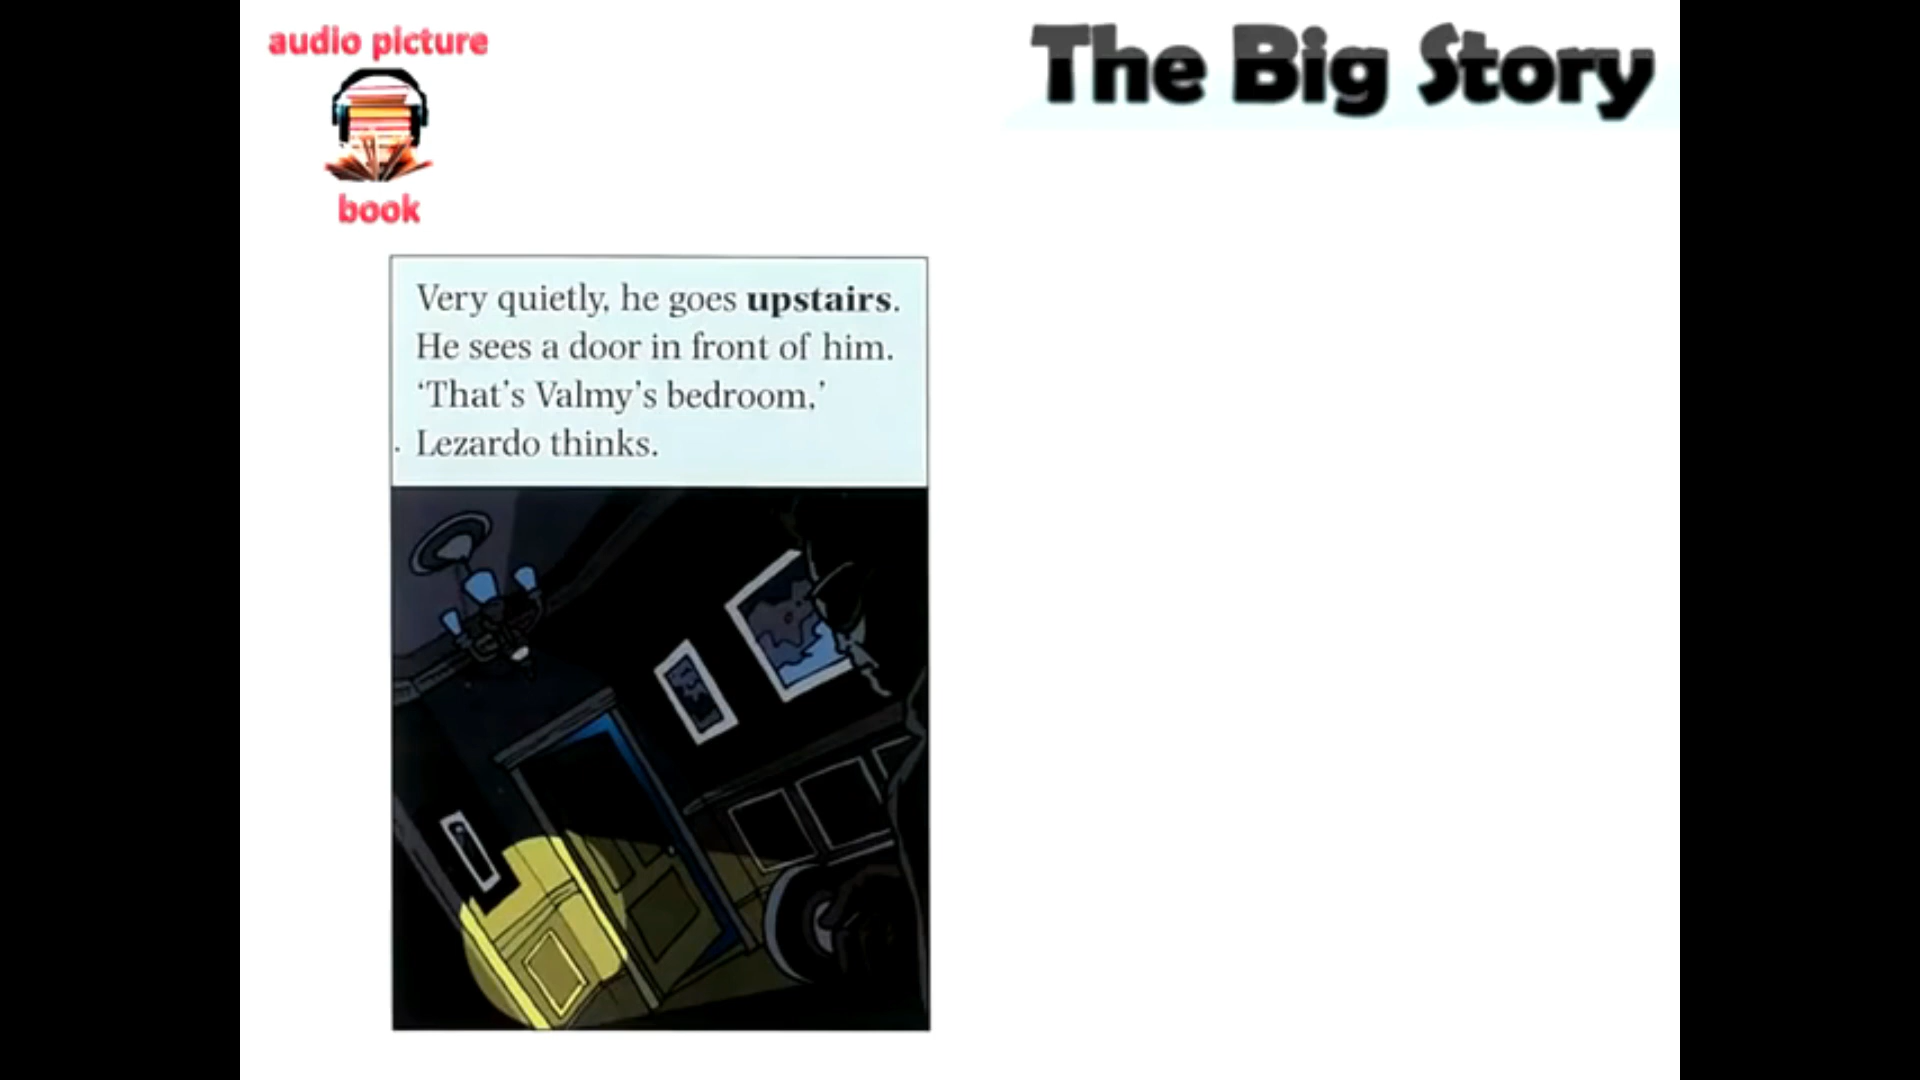 audio picture
book
The Big Story
Very quietly, he goes upstairs.
He sees a door in front of him.
‘That’s Valmy’s bedroom,’
Lezardo thinks.